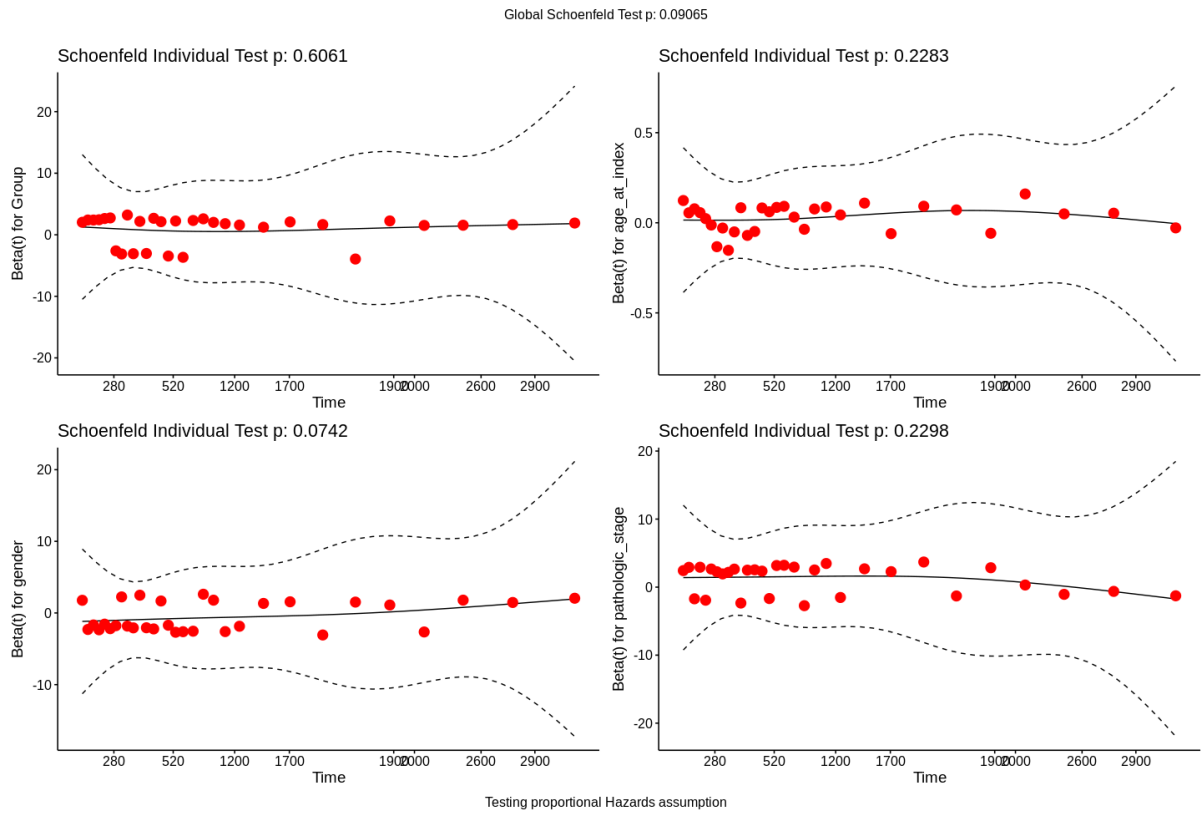 Global Schoenfeld Test p: 0.09065
Schoenfeld Individual Test p: 0.6061
Beta(t) for Group
20
10
0
-10
-20
280 520 1200 1700 1900 2000 2600 2900
Time
Schoenfeld Individual Test p: 0.2283
Beta(t) for age_at_index
0.5
0.0
-0.5
280 520 1200 1700 1900 2000 2600 2900
Time
Schoenfeld Individual Test p: 0.0742
Beta(t) for gender
20
10
0
-10
280 520 1200 1700 1900 2000 2600 2900
Time
Schoenfeld Individual Test p: 0.2298
Beta(t) for pathologic_stage
20
10
0
-10
-20
280 520 1200 1700 1900 2000 2600 2900
Time
Testing proportional Hazards assumption